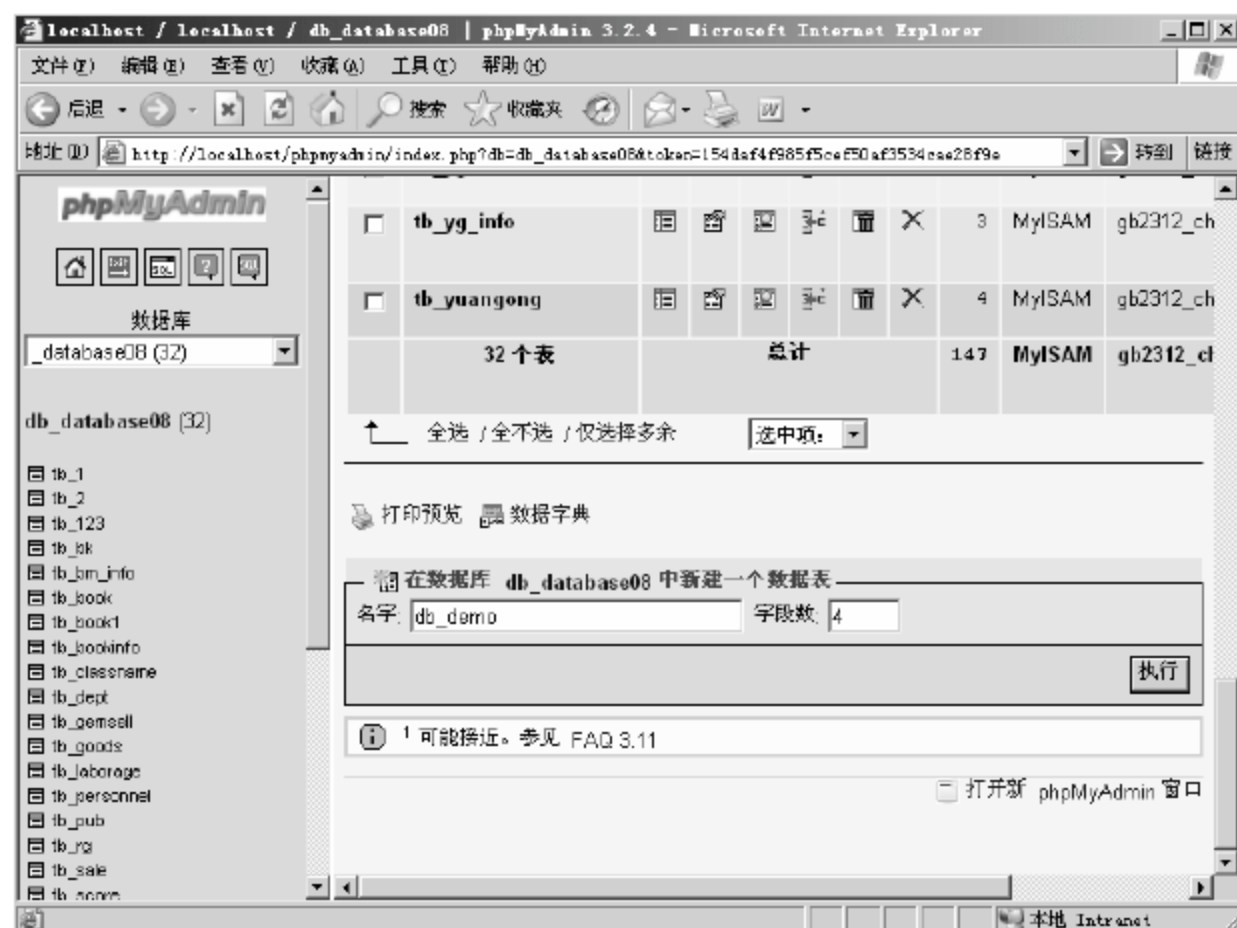 localhost / localhost / db_database08 | phpMyAdmin 3.2.4 - Microsoft Internet Explorer
文件(F) 编辑(E) 查看(V) 收藏(A) 工具(T) 帮助(H)
后退 搜索 收藏夹
地址(D) http://localhost/phpmyadmin/index.php?db=db_database08&token=154daf4f985f5cef50af3534cae28f9e 转到 链接
phpMyAdmin
数据库
_database08 (32)
db_database08 (32)
tb_1
tb_2
tb_123
tb_bk
tb_bm_info
tb_book
tb_book1
tb_bookinfo
tb_classname
tb_dept
tb_gemsell
tb_goods
tb_laborage
tb_personnel
tb_pub
tb_rg
tb_sale
tb_score
tb_yg_info 3 MyISAM gb2312_ch
tb_yuangong 4 MyISAM gb2312_ch
32 个表 总计 147 MyISAM gb2312_ch
全选 / 全不选 / 仅选择多余 选中项:
打印预览 数据字典
在数据库 db_database08 中新建一个数据表
名字: db_demo 字段数: 4
执行
1 可能接近。参见 FAQ 3.11
打开新 phpMyAdmin 窗口
本地 Intranet